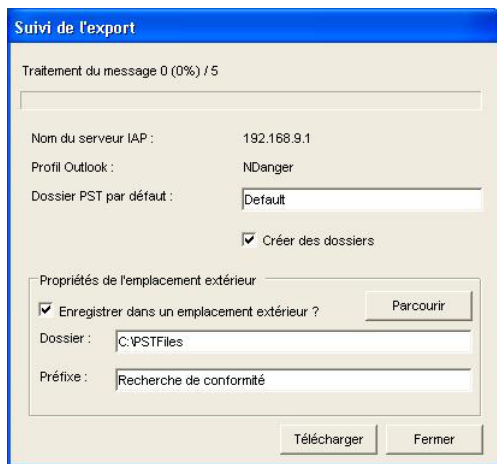 Suivi de l'export
Traitement du message 0 (0%) / 5
Nom du serveur IAP : 192.168.9.1
Profil Outlook : NDanger
Dossier PST par défaut : Default
Créer des dossiers
Propriétés de l'emplacement extérieur
Enregistrer dans un emplacement extérieur ? Parcourir
Dossier : C:\PSTFiles
Préfixe : Recherche de conformité
Télécharger Fermer